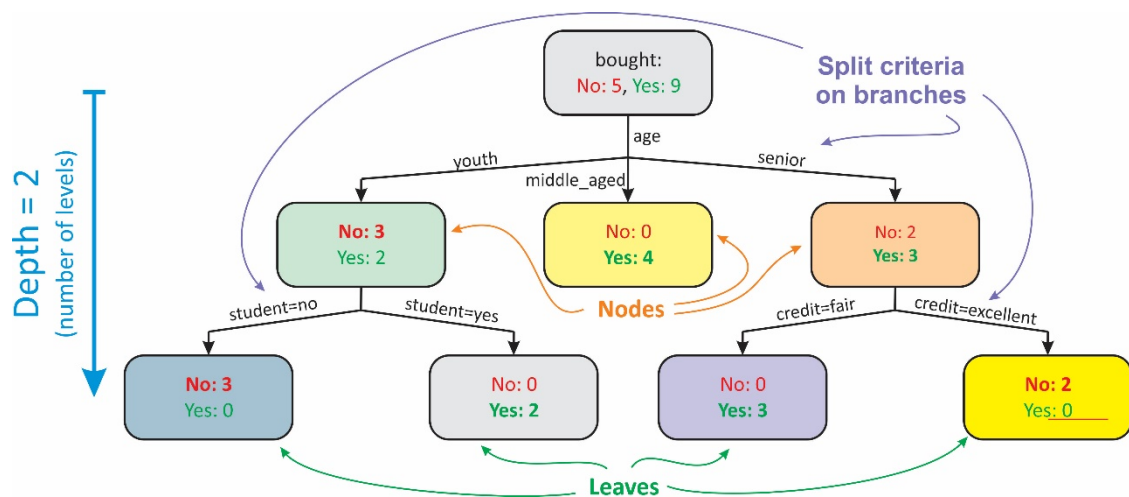 bought:
No: 5, Yes: 9
Split criteria
on branches
age
youth
middle_aged
senior
Depth = 2
(number of levels)
No: 3
Yes: 2
No: 0
Yes: 4
No: 2
Yes: 3
Nodes
student=no
student=yes
credit=fair
credit=excellent
No: 3
Yes: 0
No: 0
Yes: 2
No: 0
Yes: 3
No: 2
Yes: 0
Leaves